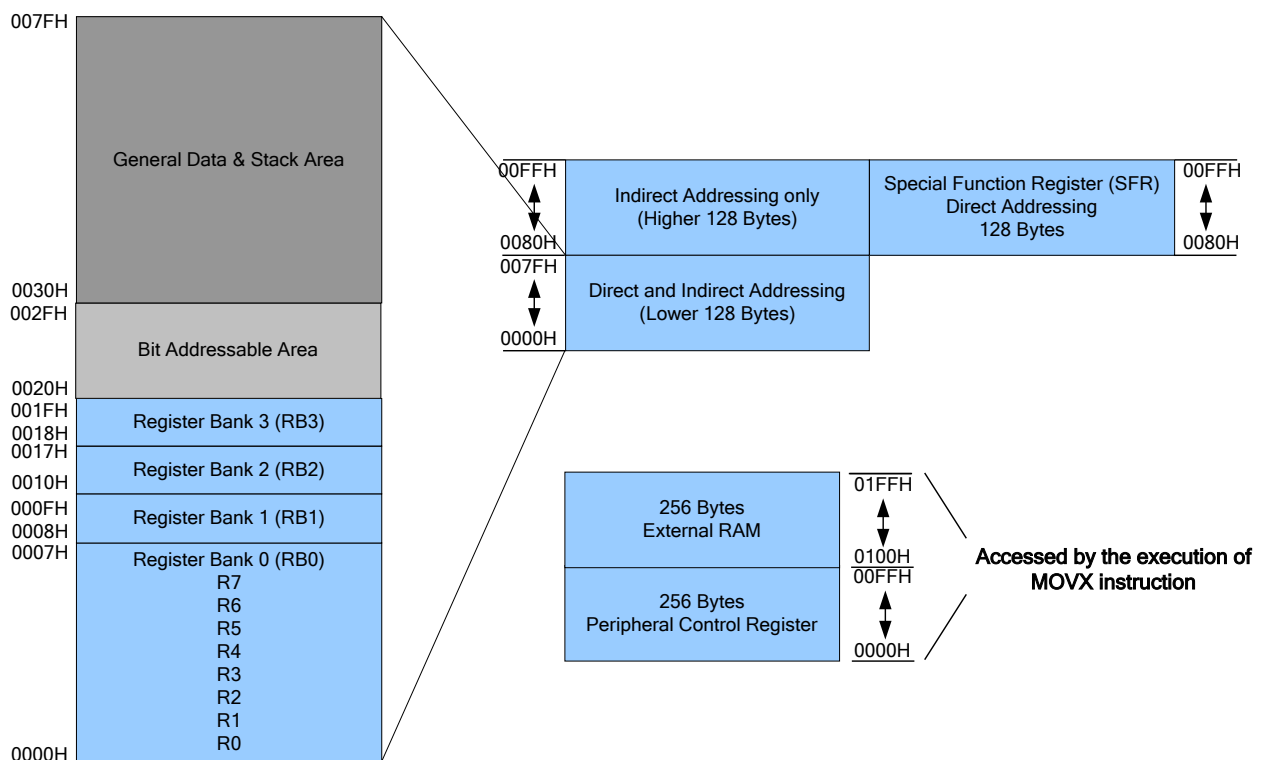 007FH
General Data & Stack Area
0030H
002FH
Bit Addressable Area
0020H
001FH
Register Bank 3 (RB3)
0018H
0017H
Register Bank 2 (RB2)
0010H
000FH
Register Bank 1 (RB1)
0008H
0007H
Register Bank 0 (RB0)
R7
R6
R5
R4
R3
R2
R1
R0
0000H
00FFH
0080H
Indirect Addressing only
(Higher 128 Bytes)
Special Function Register (SFR)
Direct Addressing
128 Bytes
00FFH
0080H
007FH
0000H
Direct and Indirect Addressing
(Lower 128 Bytes)
256 Bytes
External RAM
01FFH
0100H
256 Bytes
Peripheral Control Register
00FFH
0000H
Accessed by the execution of
MOVX instruction